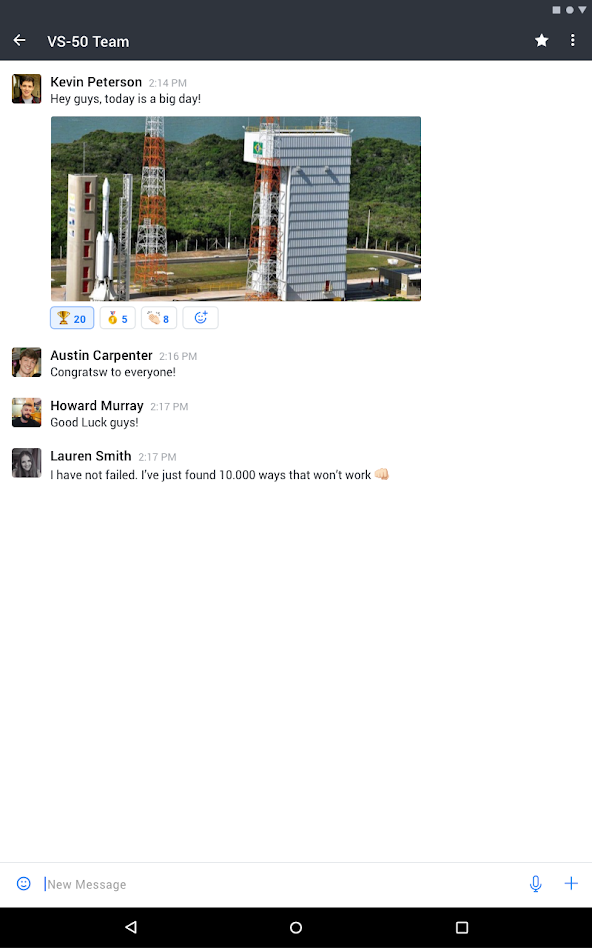 VS-50 Team
Kevin Peterson 2:14 PM
Hey guys, today is a big day!
20 5 8
Austin Carpenter 2:16 PM
Congratsw to everyone!
Howard Murray 2:17 PM
Good Luck guys!
Lauren Smith 2:17 PM
I have not failed. I've just found 10.000 ways that won't work
New Message